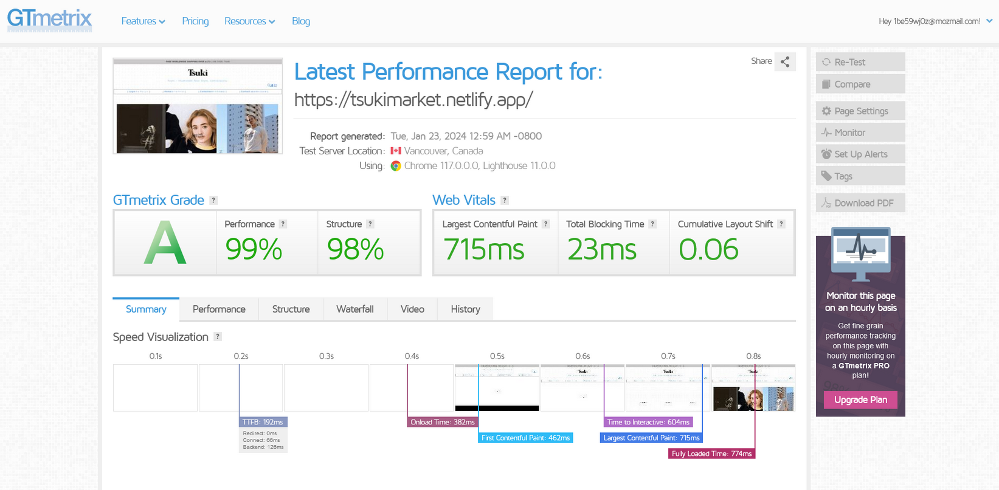 GTmetrix
Features
Pricing
Resources
Blog
Hey 1be59wj0z@mozmail.com!
FREE WORLDWIDE SHIPPING OVER $175
Tsuki
Latest Performance Report for:
https://tsukimarket.netlify.app/
Share
Report generated: Tue, Jan 23, 2024 12:59 AM -0800
Test Server Location: Vancouver, Canada
Using: Chrome 117.0.0.0, Lighthouse 11.0.0
Re-Test
Compare
Page Settings
Monitor
Set Up Alerts
Tags
Download PDF
GTmetrix Grade ?
A
Performance ?
99%
Structure ?
98%
Web Vitals ?
Largest Contentful Paint ?
715ms
Total Blocking Time ?
23ms
Cumulative Layout Shift ?
0.06
Monitor this page
on an hourly basis
Get fine grain
performance tracking
on this page with
hourly monitoring on
a GTmetrix PRO
plan!
Upgrade Plan
Summary
Performance
Structure
Waterfall
Video
History
Speed Visualization ?
0.1s
0.2s
0.3s
0.4s
0.5s
0.6s
0.7s
0.8s
Tsuki
Tsuki
Tsuki
TTFB: 192ms
Redirect: 0ms
Connect: 66ms
Backend: 126ms
Onload Time: 382ms
First Contentful Paint: 462ms
Time to Interactive: 604ms
Largest Contentful Paint: 715ms
Fully Loaded Time: 774ms